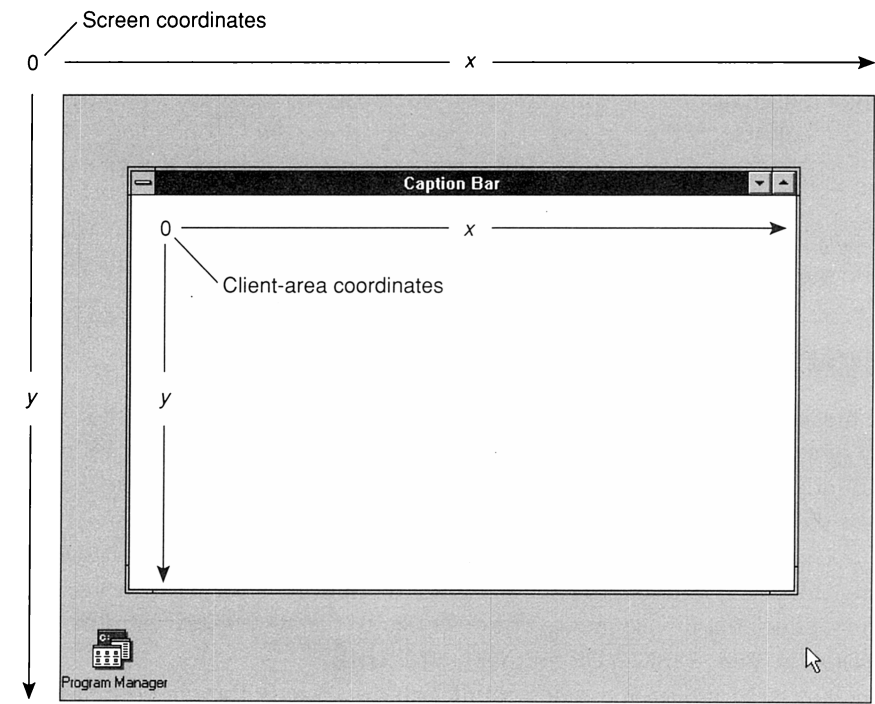 Screen coordinates
0
x
Caption Bar
0
x
Client-area coordinates
y
y
C:\
Program Manager